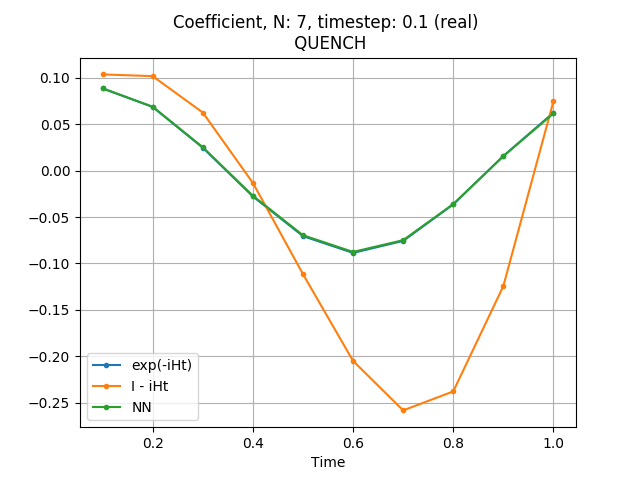 Coefficient, N: 7, timestep: 0.1 (real)
QUENCH
0.10
0.05
0.00
−0.05
−0.10
−0.15
−0.20
−0.25
exp(-iHt)
I - iHt
NN
0.2 0.4 0.6 0.8 1.0
Time